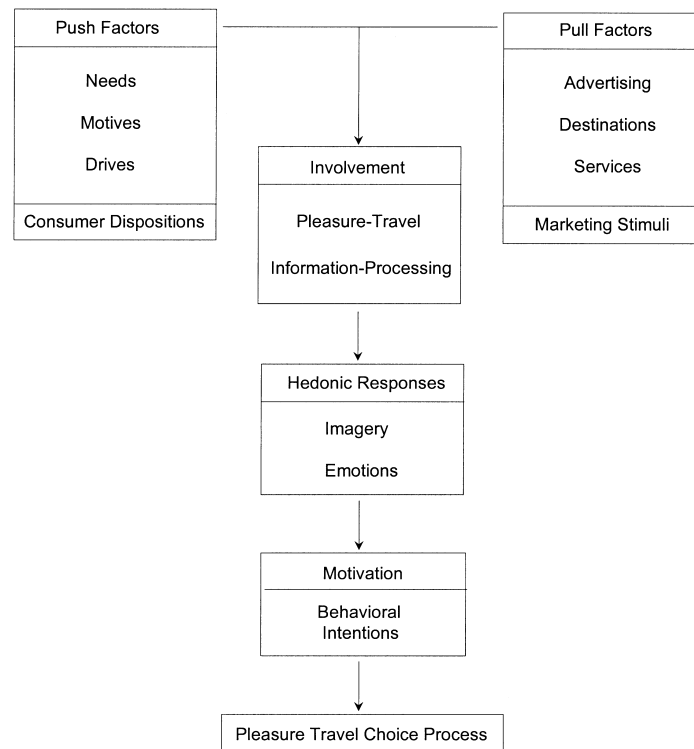 Push Factors
Needs
Motives
Drives
Consumer Dispositions
Pull Factors
Advertising
Destinations
Services
Marketing Stimuli
Involvement
Pleasure-Travel
Information-Processing
Hedonic Responses
Imagery
Emotions
Motivation
Behavioral
Intentions
Pleasure Travel Choice Process